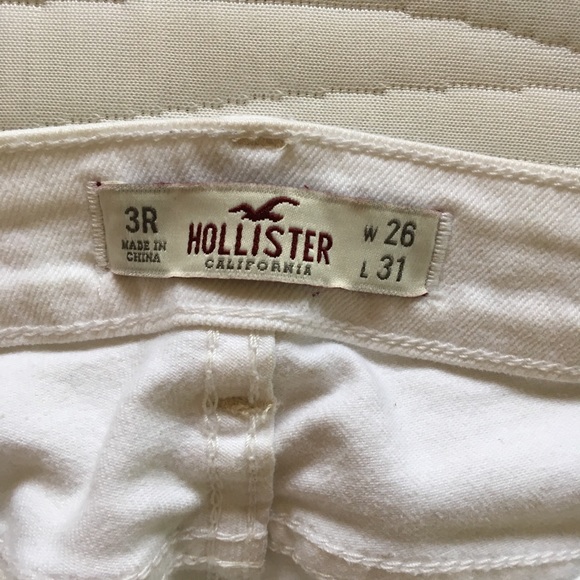 3R
MADE IN
CHINA
HOLLISTER
CALIFORNIA
W 26
L 31